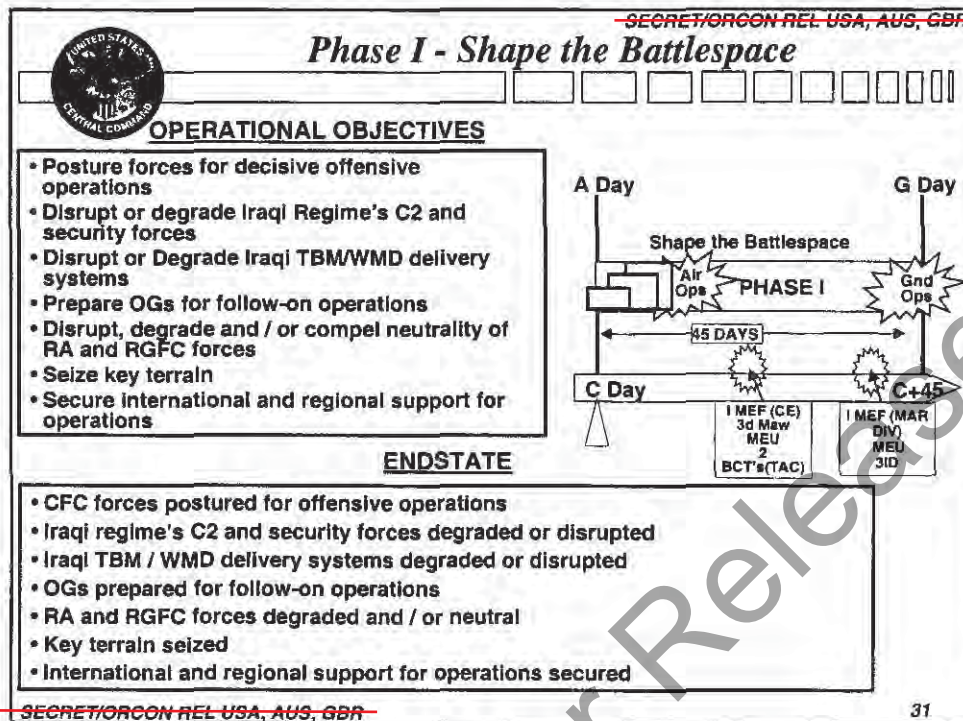 SECRET/ORCON REL USA, AUS, GBR
Phase I - Shape the Battlespace
UNITED STATES
CENTRAL COMMAND
OPERATIONAL OBJECTIVES
• Posture forces for decisive offensive
operations
• Disrupt or degrade Iraqi Regime's C2 and
security forces
• Disrupt or Degrade Iraqi TBM/WMD delivery
systems
• Prepare OGs for follow-on operations
• Disrupt, degrade and / or compel neutrality of
RA and RGFC forces
• Seize key terrain
• Secure international and regional support for
operations
A Day
G Day
Shape the Battlespace
Air
Ops
PHASE I
Gnd
Ops
45 DAYS
C Day
C+45
I MEF (CE)
3d Maw
MEU
2
BCT's(TAC)
I MEF (MAR
DIV)
MEU
3ID
ENDSTATE
• CFC forces postured for offensive operations
• Iraqi regime's C2 and security forces degraded or disrupted
• Iraqi TBM / WMD delivery systems degraded or disrupted
• OGs prepared for follow-on operations
• RA and RGFC forces degraded and / or neutral
• Key terrain seized
• International and regional support for operations secured
SECRET/ORCON REL USA, AUS, GBR
31
r Release